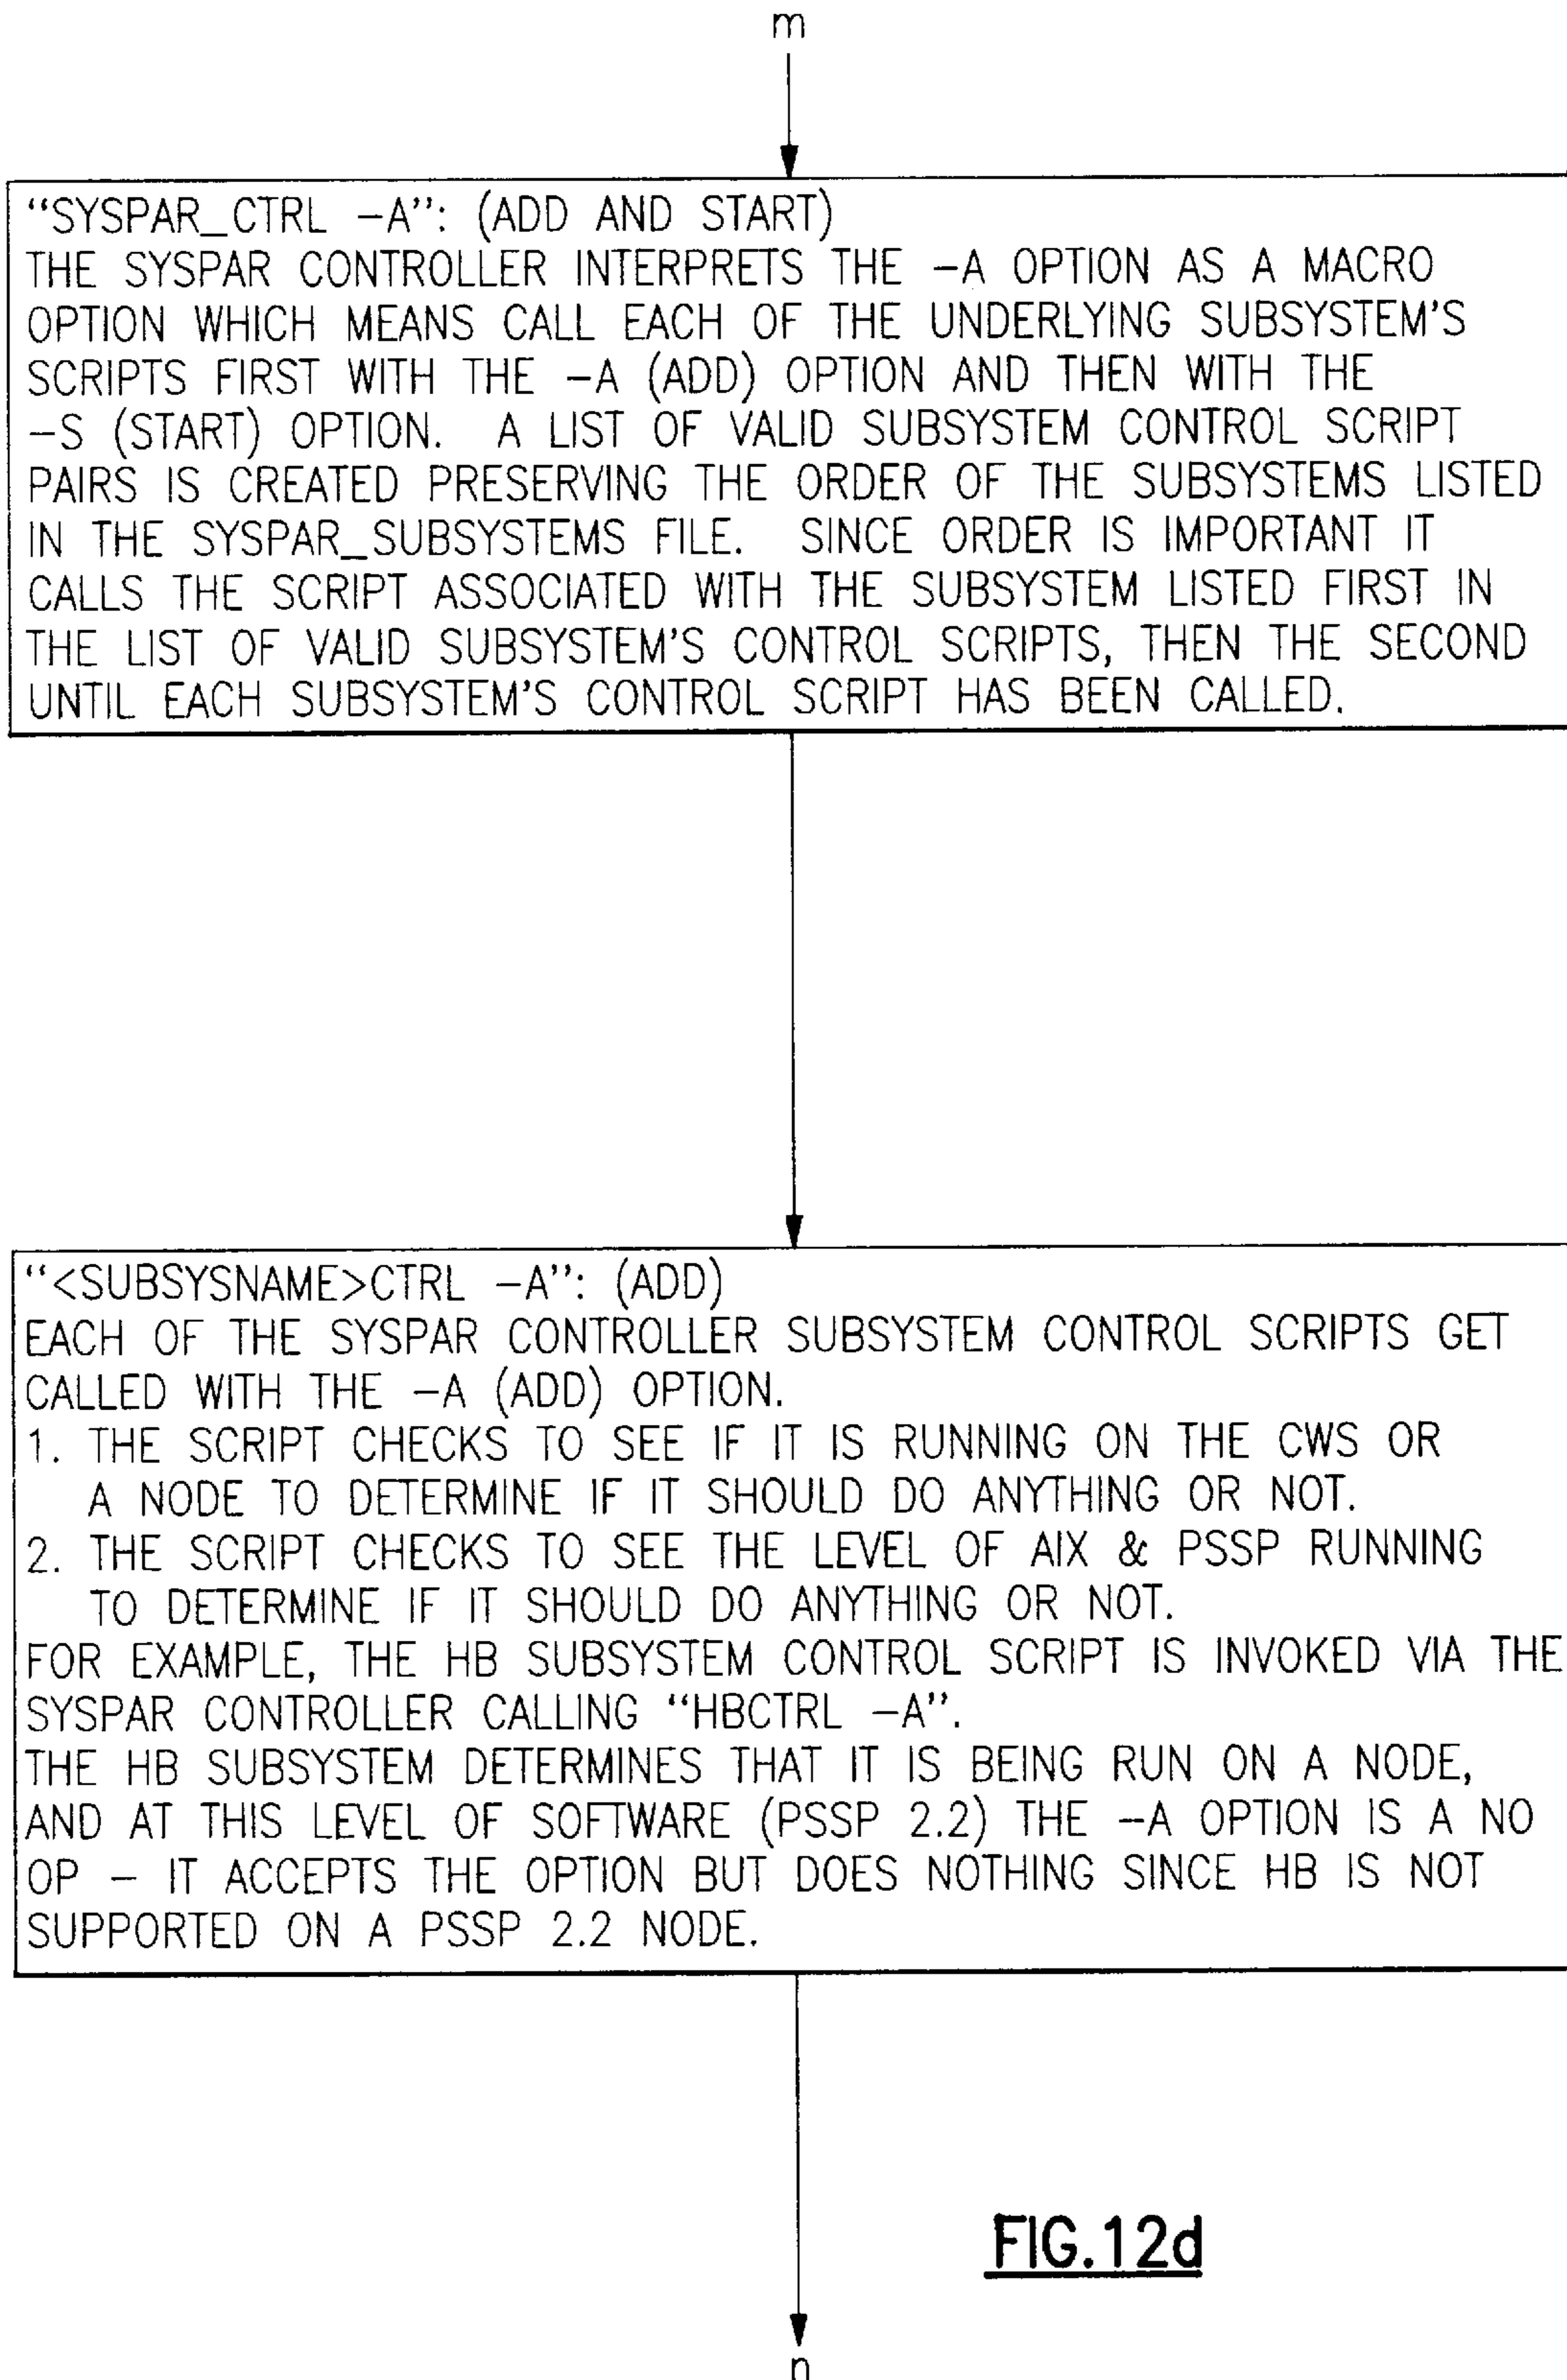 m
“SYSPAR_CTRL –A”: (ADD AND START)
THE SYSPAR CONTROLLER INTERPRETS THE –A OPTION AS A MACRO
OPTION WHICH MEANS CALL EACH OF THE UNDERLYING SUBSYSTEM'S
SCRIPTS FIRST WITH THE –A (ADD) OPTION AND THEN WITH THE
–S (START) OPTION. A LIST OF VALID SUBSYSTEM CONTROL SCRIPT
PAIRS IS CREATED PRESERVING THE ORDER OF THE SUBSYSTEMS LISTED
IN THE SYSPAR_SUBSYSTEMS FILE. SINCE ORDER IS IMPORTANT IT
CALLS THE SCRIPT ASSOCIATED WITH THE SUBSYSTEM LISTED FIRST IN
THE LIST OF VALID SUBSYSTEM'S CONTROL SCRIPTS, THEN THE SECOND
UNTIL EACH SUBSYSTEM'S CONTROL SCRIPT HAS BEEN CALLED.
“<SUBSYSNAME>CTRL –A”: (ADD)
EACH OF THE SYSPAR CONTROLLER SUBSYSTEM CONTROL SCRIPTS GET
CALLED WITH THE –A (ADD) OPTION.
1. THE SCRIPT CHECKS TO SEE IF IT IS RUNNING ON THE CWS OR
A NODE TO DETERMINE IF IT SHOULD DO ANYTHING OR NOT.
2. THE SCRIPT CHECKS TO SEE THE LEVEL OF AIX & PSSP RUNNING
TO DETERMINE IF IT SHOULD DO ANYTHING OR NOT.
FOR EXAMPLE, THE HB SUBSYSTEM CONTROL SCRIPT IS INVOKED VIA THE
SYSPAR CONTROLLER CALLING “HBCTRL –A”.
THE HB SUBSYSTEM DETERMINES THAT IT IS BEING RUN ON A NODE,
AND AT THIS LEVEL OF SOFTWARE (PSSP 2.2) THE –A OPTION IS A NO
OP – IT ACCEPTS THE OPTION BUT DOES NOTHING SINCE HB IS NOT
SUPPORTED ON A PSSP 2.2 NODE.
FIG.12d
n